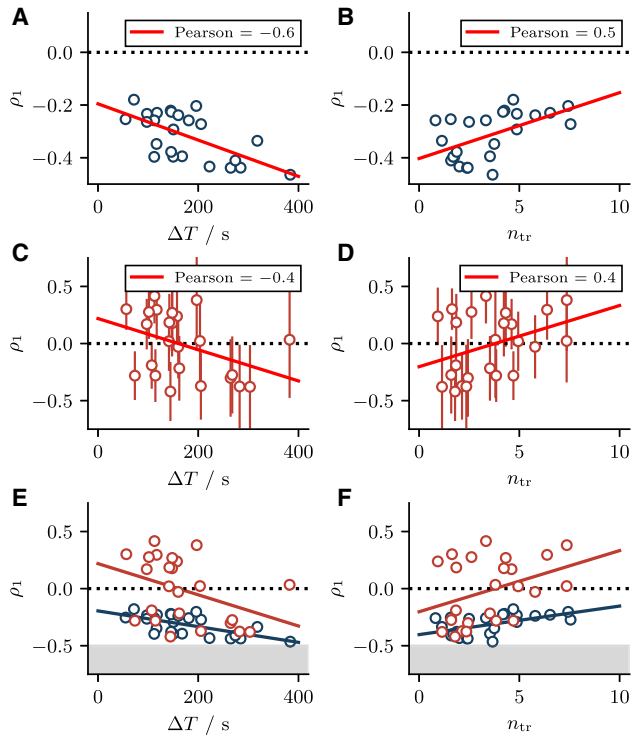 A
Pearson = −0.6
0.0
−0.2
−0.4
ρ₁
0
200
400
ΔT / s
B
Pearson = 0.5
0.0
−0.2
−0.4
ρ₁
0
5
10
nₜᵣ
C
Pearson = −0.4
0.5
0.0
−0.5
ρ₁
0
200
400
ΔT / s
D
Pearson = 0.4
0.5
0.0
−0.5
ρ₁
0
5
10
nₜᵣ
E
0.5
0.0
−0.5
ρ₁
0
200
400
ΔT / s
F
0.5
0.0
−0.5
ρ₁
0
5
10
nₜᵣ